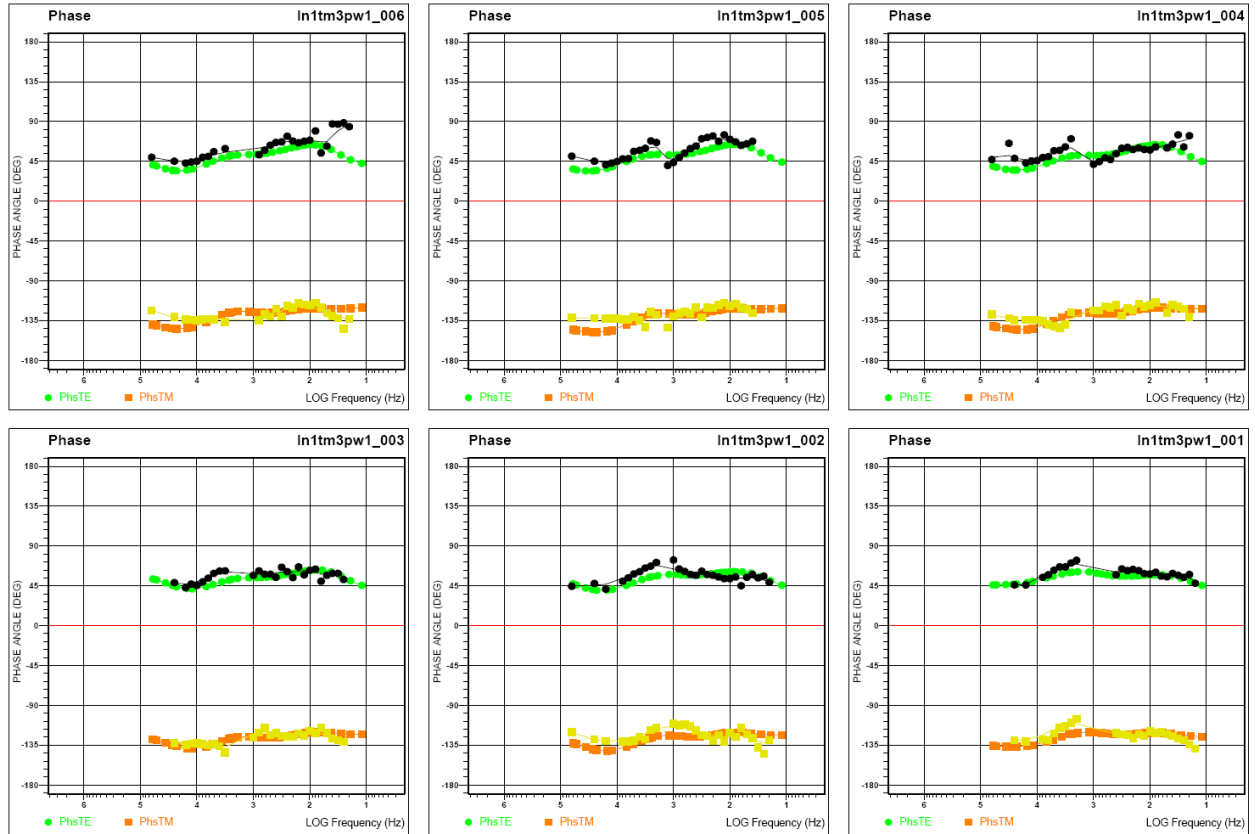 Phase ln1tm3pw1_006
180
135
90
45
0
-45
-90
-135
-180
PHASE ANGLE (DEG)
6 5 4 3 2 1
PhsTE PhsTM LOG Frequency (Hz)
Phase ln1tm3pw1_005
180
135
90
45
0
-45
-90
-135
-180
PHASE ANGLE (DEG)
6 5 4 3 2 1
PhsTE PhsTM LOG Frequency (Hz)
Phase ln1tm3pw1_004
180
135
90
45
0
-45
-90
-135
-180
PHASE ANGLE (DEG)
6 5 4 3 2 1
PhsTE PhsTM LOG Frequency (Hz)
Phase ln1tm3pw1_003
180
135
90
45
0
-45
-90
-135
-180
PHASE ANGLE (DEG)
6 5 4 3 2 1
PhsTE PhsTM LOG Frequency (Hz)
Phase ln1tm3pw1_002
180
135
90
45
0
-45
-90
-135
-180
PHASE ANGLE (DEG)
6 5 4 3 2 1
PhsTE PhsTM LOG Frequency (Hz)
Phase ln1tm3pw1_001
180
135
90
45
0
-45
-90
-135
-180
PHASE ANGLE (DEG)
6 5 4 3 2 1
PhsTE PhsTM LOG Frequency (Hz)